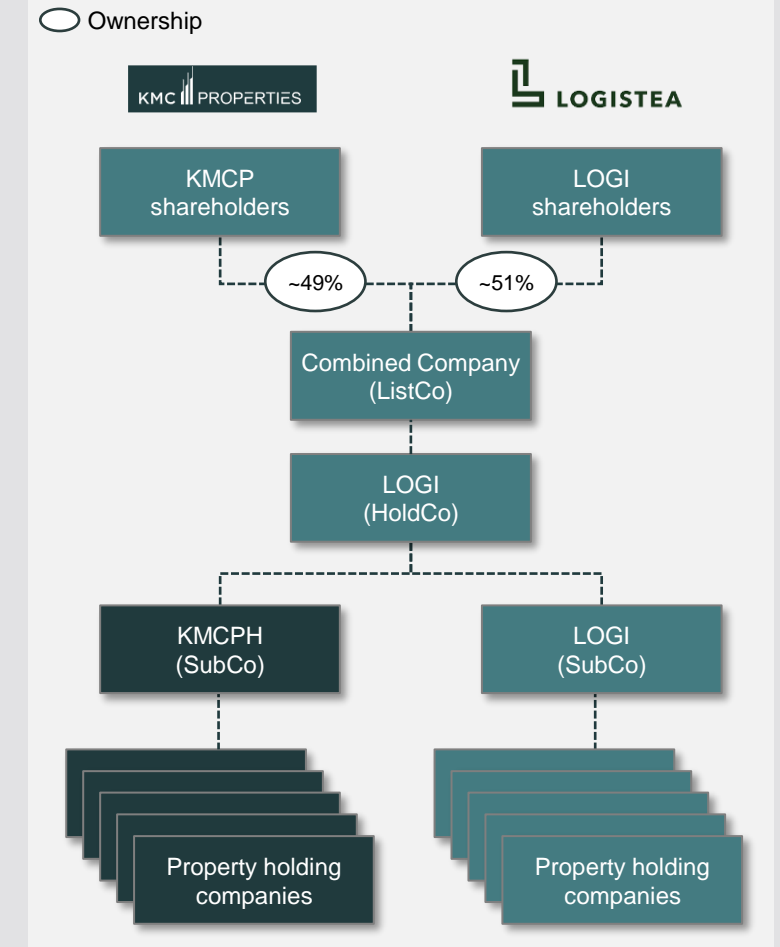 Ownership
KMC PROPERTIES
LOGISTEA
KMCP
shareholders
LOGI
shareholders
~49%
~51%
Combined Company
(ListCo)
LOGI
(HoldCo)
KMCPH
(SubCo)
LOGI
(SubCo)
Property holding
companies
Property holding
companies